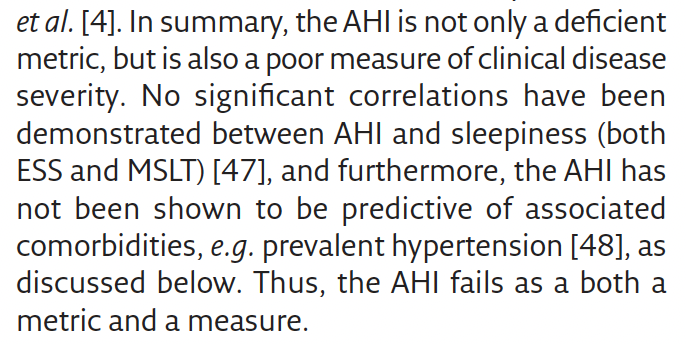 et al. [4]. In summary, the AHI is not only a deficient
metric, but is also a poor measure of clinical disease
severity. No significant correlations have been
demonstrated between AHI and sleepiness (both
ESS and MSLT) [47], and furthermore, the AHI has
not been shown to be predictive of associated
comorbidities, e.g. prevalent hypertension [48], as
discussed below. Thus, the AHI fails as a both a
metric and a measure.